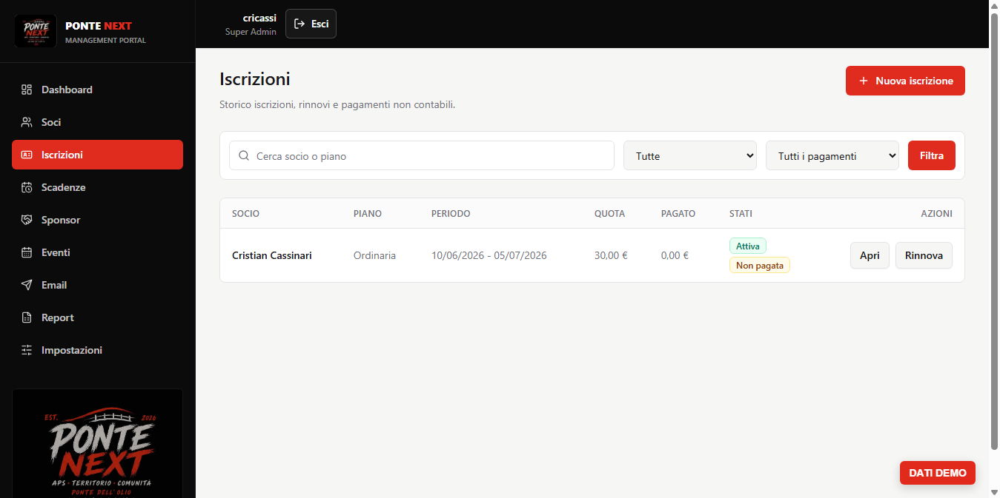 PONTE NEXT
PONTE NEXT
MANAGEMENT PORTAL
cricassi
Super Admin
Esci
Dashboard
Soci
Iscrizioni
Scadenze
Sponsor
Eventi
Email
Report
Impostazioni
EST. 2026
PONTE
NEXT
APS • TERRITORIO • COMUNITÀ
PONTE DELL'OLIO
Iscrizioni
Storico iscrizioni, rinnovi e pagamenti non contabili.
+ Nuova iscrizione
Cerca socio o piano
Tutte
Tutti i pagamenti
Filtra
SOCIO PIANO PERIODO QUOTA PAGATO STATI AZIONI
Cristian Cassinari Ordinaria 10/06/2026 - 05/07/2026 30,00 € 0,00 € Attiva Non pagata Apri Rinnova
DATI DEMO